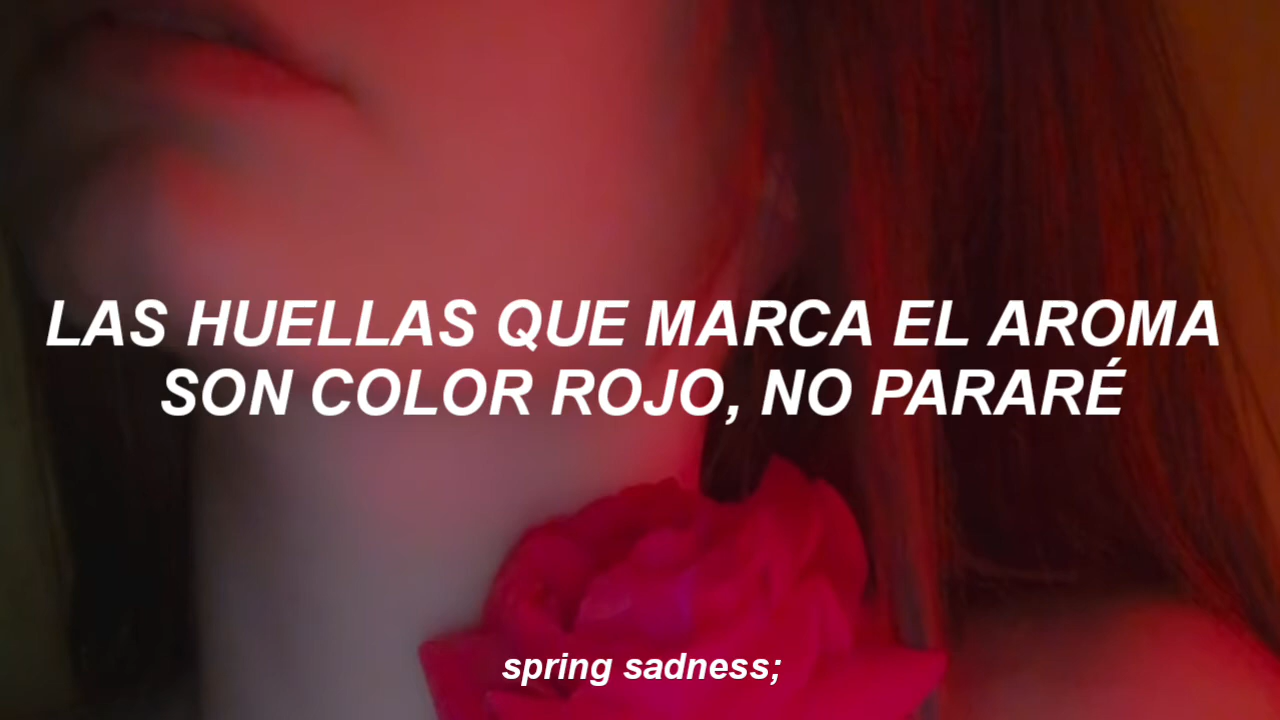 LAS HUELLAS QUE MARCA EL AROMA
SON COLOR ROJO, NO PARARÉ
spring sadness;